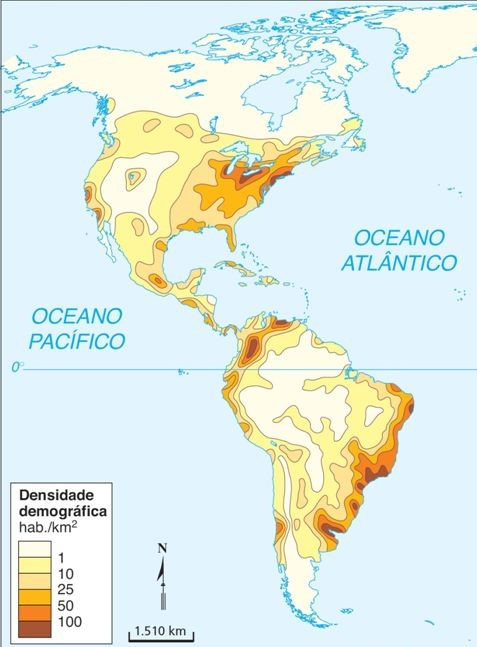 OCEANO
ATLÂNTICO
OCEANO
PACÍFICO
0°
Densidade
demográfica
hab./km²
1
10
25
50
100
N
1.510 km